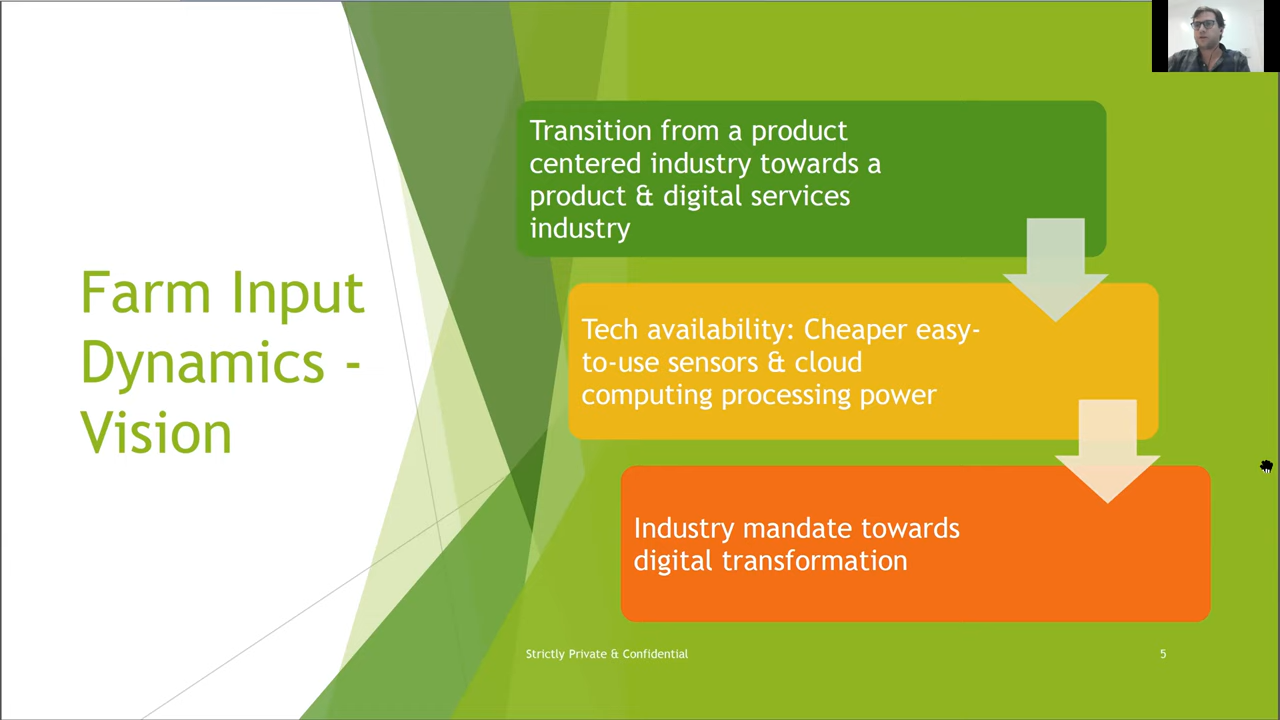 Farm Input
Dynamics -
Vision
Transition from a product
centered industry towards a
product & digital services
industry
Tech availability: Cheaper easy-
to-use sensors & cloud
computing processing power
Industry mandate towards
digital transformation
Strictly Private & Confidential
5